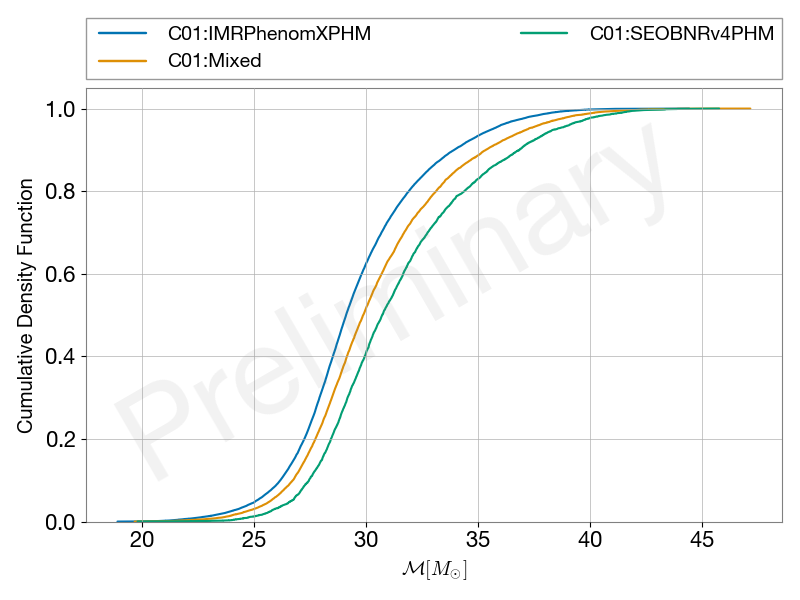 C01:IMRPhenomXPHM
C01:Mixed
C01:SEOBNRv4PHM
Cumulative Density Function
1.0
0.8
0.6
0.4
0.2
0.0
Preliminary
20 25 30 35 40 45
ℳ[M⊙]